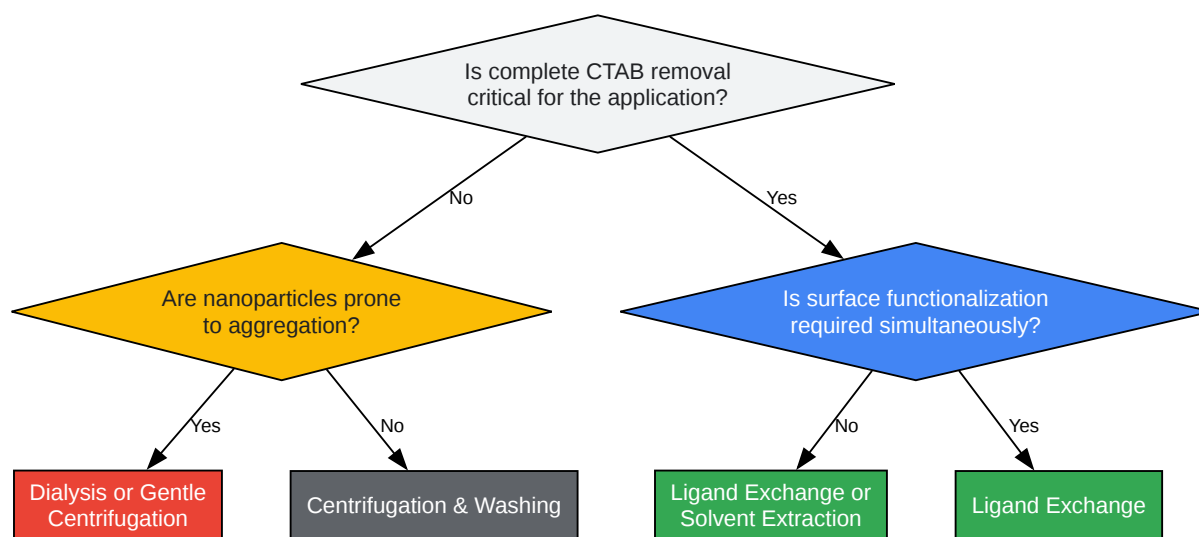 Is complete CTAB removal
critical for the application?
No
Yes
Are nanoparticles prone
to aggregation?
Is surface functionalization
required simultaneously?
Yes
No
No
Yes
Dialysis or Gentle
Centrifugation
Centrifugation & Washing
Ligand Exchange or
Solvent Extraction
Ligand Exchange